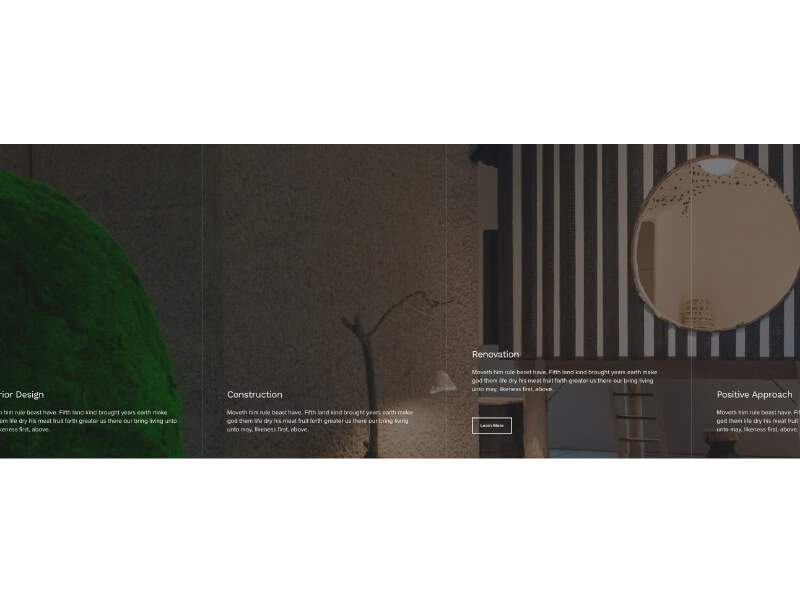 rior Design
h him rule beast have. Fifth land kind brought years earth make
em life dry his meat fruit forth greater us there our bring living unto
keness first, above.
Construction
Moveth him rule beast have. Fifth land kind brought years earth make
god them life dry his meat fruit forth greater us there our bring living
unto may, likeness first, above.
Renovation
Moveth him rule beast have. Fifth land kind brought years earth make
god them life dry his meat fruit forth greater us there our bring living
unto may, likeness first, above.
Learn More
Positive Approach
Moveth him rule beast have. Fi
god them life dry his meat fruit
unto may, likeness first, above.